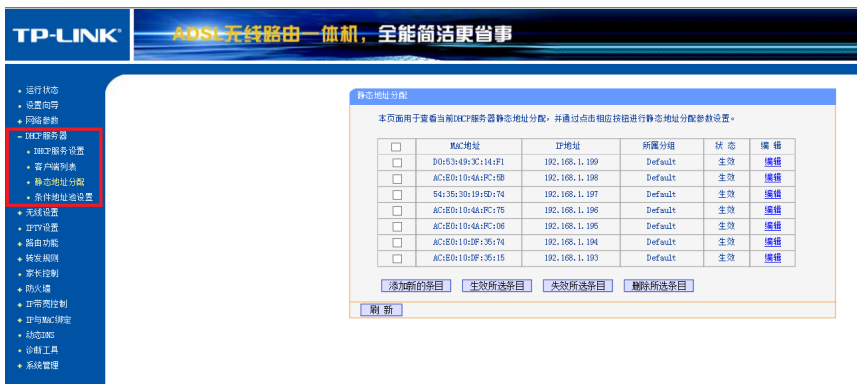 TP-LINK
ADSL无线路由一体机，全能简洁更省事
运行状态
设置向导
网络参数
DHCP服务器
DHCP服务设置
客户端列表
静态地址分配
条件地址池设置
无线设置
IPTV设置
路由功能
转发规则
家长控制
防火墙
IP带宽控制
IP与MAC绑定
动态DNS
诊断工具
系统管理
静态地址分配
本页面用于查看当前DHCP服务器静态地址分配，并通过点击相应按钮进行静态地址分配参数设置。
MAC地址 IP地址 所属分组 状 态 编 辑
D0:53:49:3C:14:F1 192.168.1.199 Default 生效 编辑
AC:E0:10:4A:FC:5B 192.168.1.198 Default 生效 编辑
54:35:30:19:5D:74 192.168.1.197 Default 生效 编辑
AC:E0:10:4A:FC:75 192.168.1.196 Default 生效 编辑
AC:E0:10:4A:FC:06 192.168.1.195 Default 生效 编辑
AC:E0:10:DF:35:74 192.168.1.194 Default 生效 编辑
AC:E0:10:DF:35:15 192.168.1.193 Default 生效 编辑
添加新的条目 生效所选条目 失效所选条目 删除所选条目
刷 新